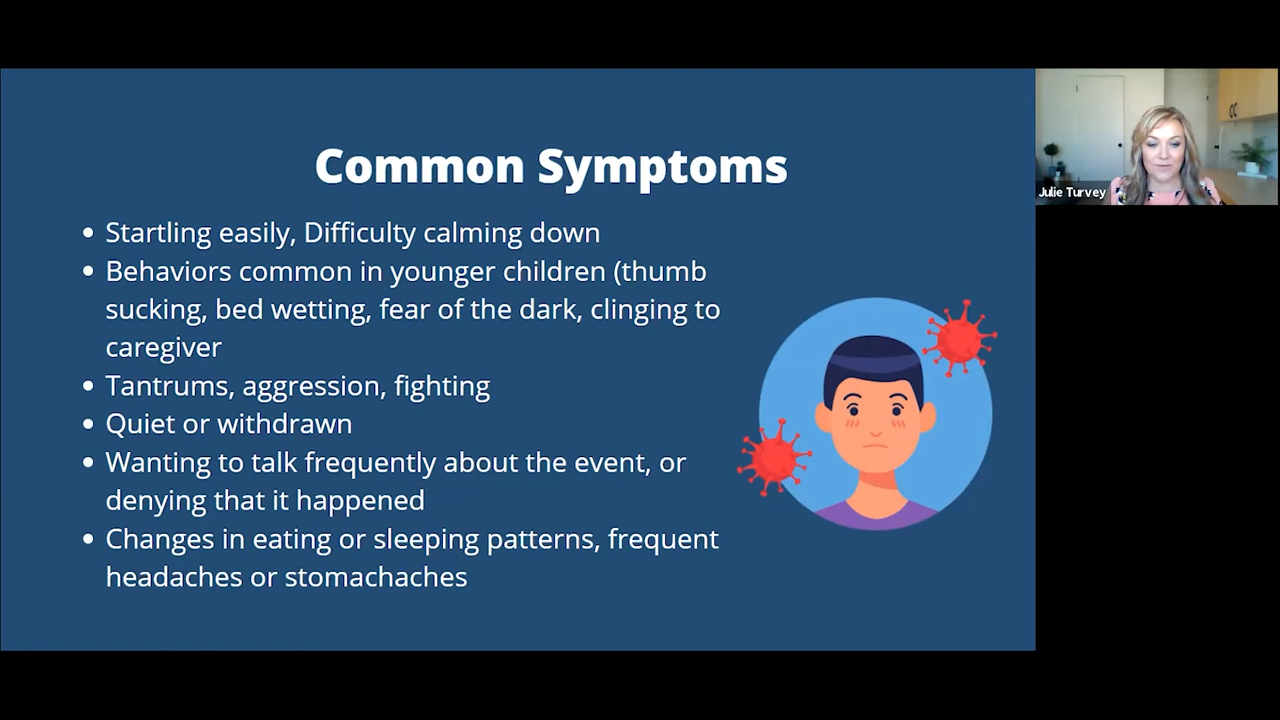 Common Symptoms
• Startling easily, Difficulty calming down
• Behaviors common in younger children (thumb
sucking, bed wetting, fear of the dark, clinging to
caregiver
• Tantrums, aggression, fighting
• Quiet or withdrawn
• Wanting to talk frequently about the event, or
denying that it happened
• Changes in eating or sleeping patterns, frequent
headaches or stomachaches
Julie Turvey